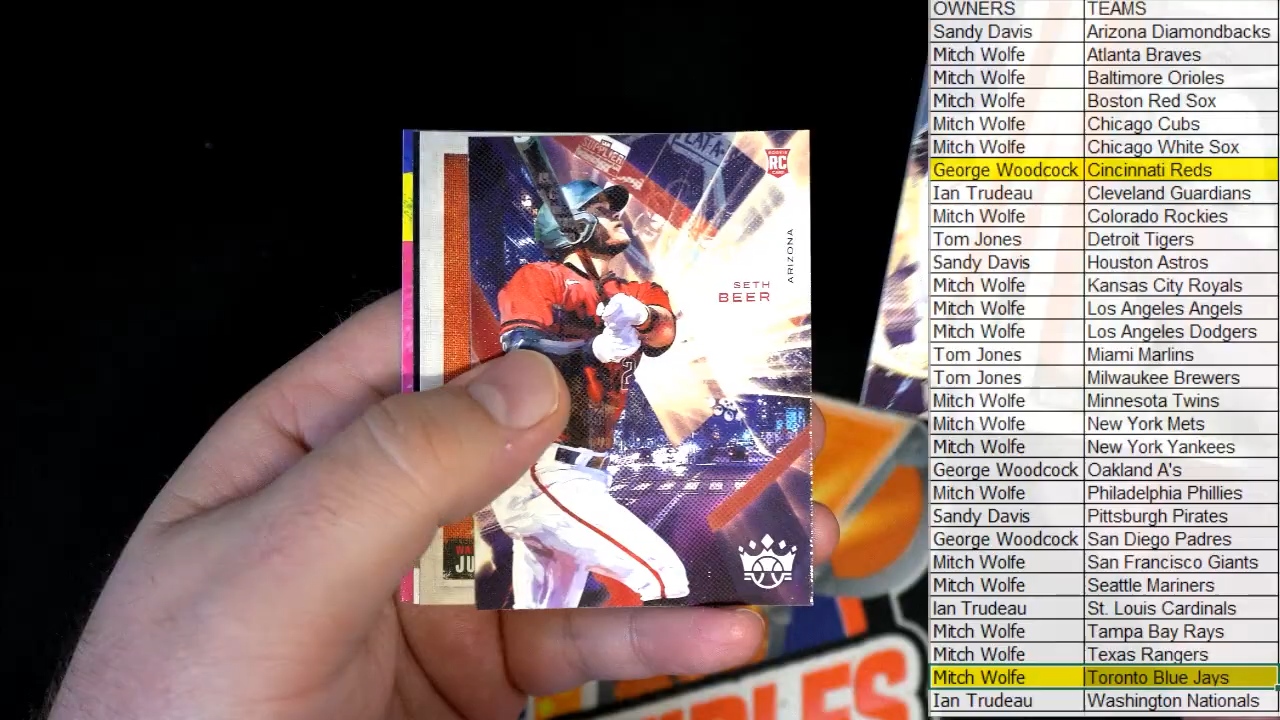 OWNERS TEAMS
Sandy Davis Arizona Diamondbacks
Mitch Wolfe Atlanta Braves
Mitch Wolfe Baltimore Orioles
Mitch Wolfe Boston Red Sox
Mitch Wolfe Chicago Cubs
Mitch Wolfe Chicago White Sox
George Woodcock Cincinnati Reds
Ian Trudeau Cleveland Guardians
Mitch Wolfe Colorado Rockies
Tom Jones Detroit Tigers
Sandy Davis Houston Astros
Mitch Wolfe Kansas City Royals
Mitch Wolfe Los Angeles Angels
Mitch Wolfe Los Angeles Dodgers
Tom Jones Miami Marlins
Tom Jones Milwaukee Brewers
Mitch Wolfe Minnesota Twins
Mitch Wolfe New York Mets
Mitch Wolfe New York Yankees
George Woodcock Oakland A's
Mitch Wolfe Philadelphia Phillies
Sandy Davis Pittsburgh Pirates
George Woodcock San Diego Padres
Mitch Wolfe San Francisco Giants
Mitch Wolfe Seattle Mariners
Ian Trudeau St. Louis Cardinals
Mitch Wolfe Tampa Bay Rays
Mitch Wolfe Texas Rangers
Mitch Wolfe Toronto Blue Jays
Ian Trudeau Washington Nationals
SUPPLIER
ROOKIE
RC
CARD
ARIZONA
SETH
BEER
JU